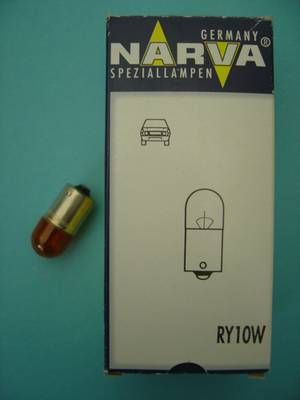 GERMANY
NARVA®
SPEZIALLAMPEN
RY10W